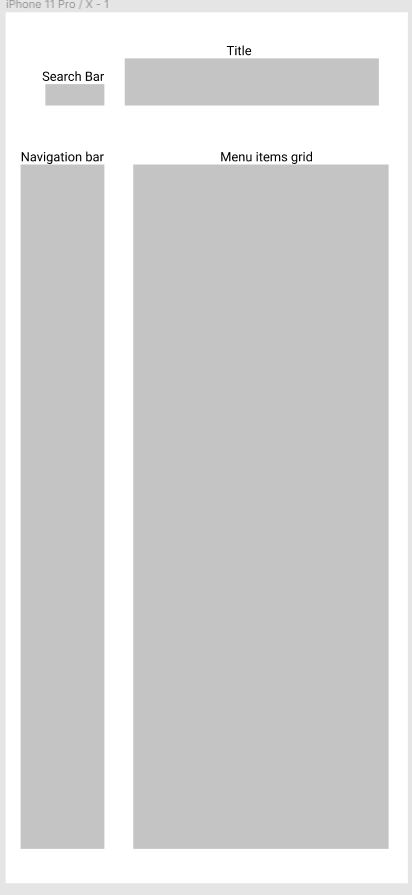 iPhone 11 Pro / X - 1
Title
Search Bar
Navigation bar
Menu items grid